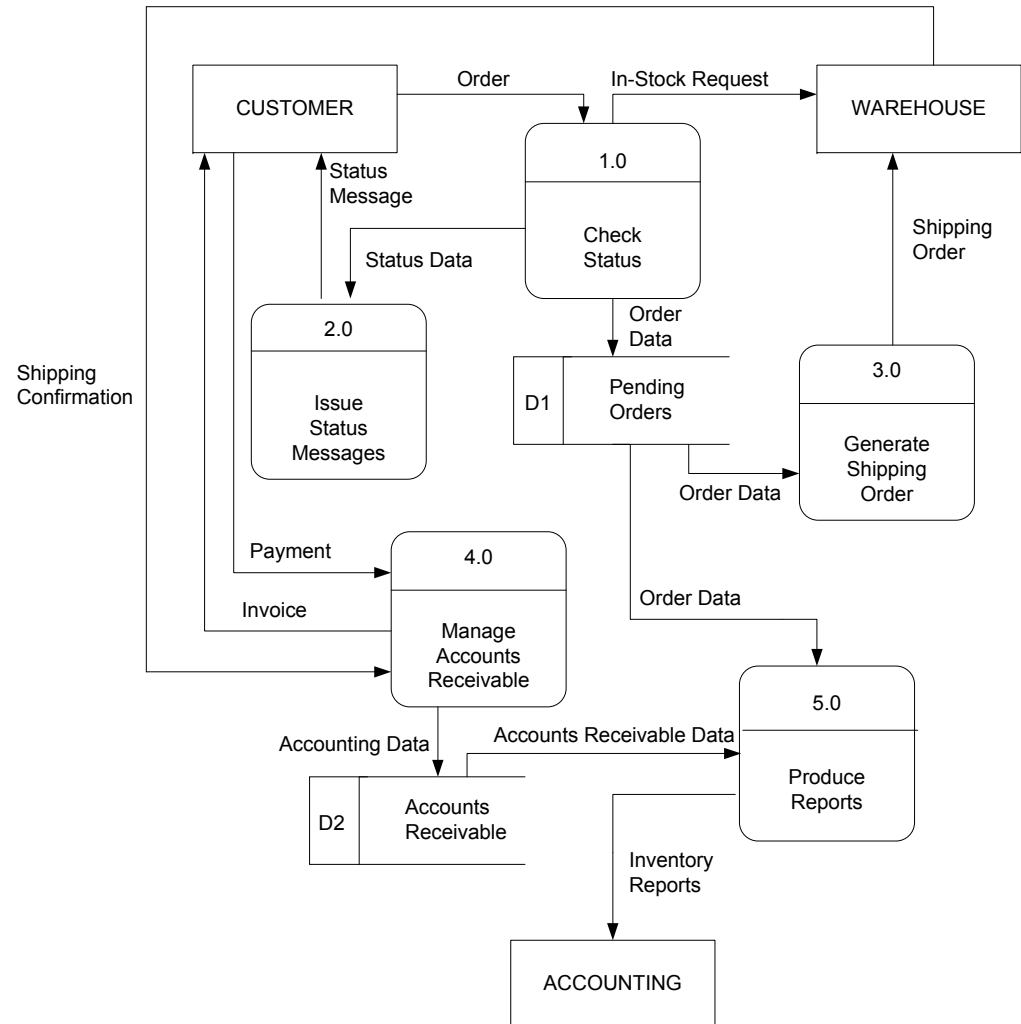 Order
In-Stock Request
CUSTOMER
WAREHOUSE
1.0
Check
Status
Status
Message
Status Data
Shipping
Order
Order
Data
2.0
Issue
Status
Messages
Shipping
Confirmation
D1
Pending
Orders
3.0
Generate
Shipping
Order
Order Data
Payment
4.0
Manage
Accounts
Receivable
Invoice
Order Data
5.0
Produce
Reports
Accounting Data
Accounts Receivable Data
D2
Accounts
Receivable
Inventory
Reports
ACCOUNTING